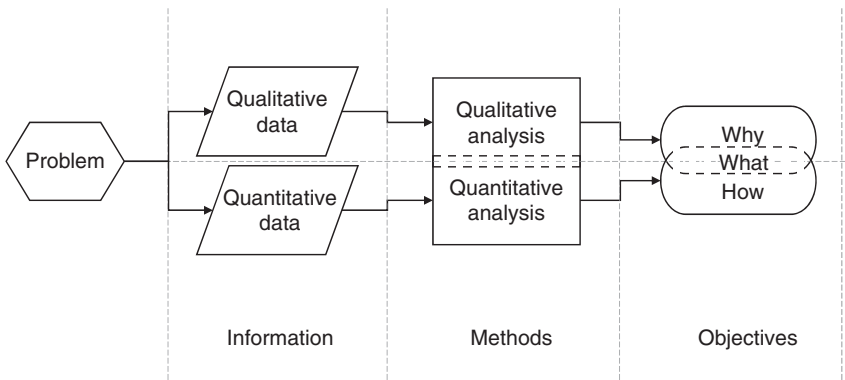 Problem
Qualitative
data
Quantitative
data
Qualitative
analysis
Quantitative
analysis
Why
What
How
Information
Methods
Objectives